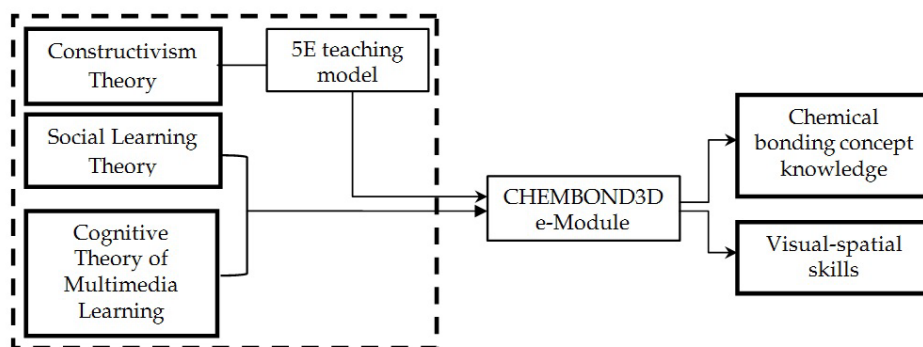 Constructivism
Theory
5E teaching
model
Social Learning
Theory
Cognitive
Theory of
Multimedia
Learning
CHEMBOND3D
e-Module
Chemical
bonding concept
knowledge
Visual-spatial
skills